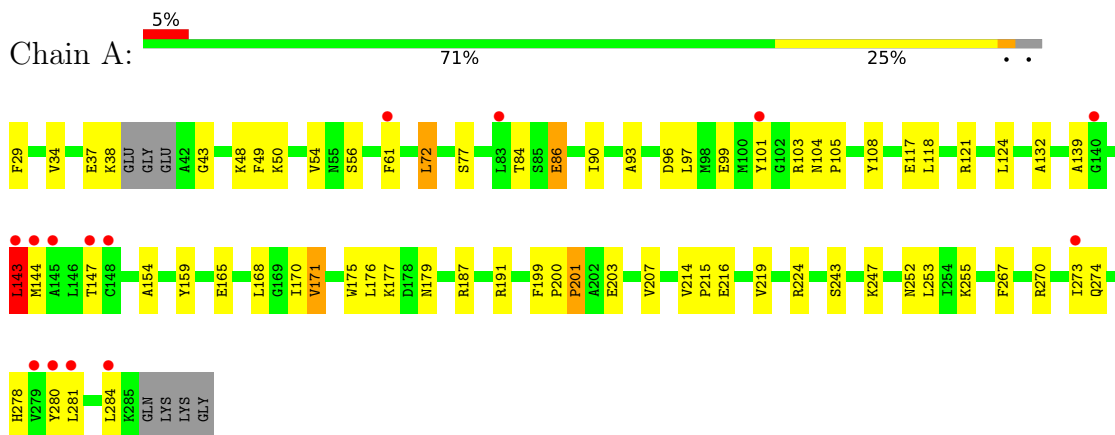 5%
Chain A:
71% 25% • •
F29 V34 E37 K38 GLU GLY GLU A42 G43 K48 F49 K50 V54 N55 S56 F61 L72 S77 L83 T84 S85 E86 I90 A93 D96 L97 M98 E99 M100 Y101 G102 R103 N104 P105 Y108 E117 L118 R121 L124 A132 A139 G140
L143 M144 A145 L146 T147 C148 A154 Y159 E165 L168 G169 I170 V171 W175 L176 K177 D178 N179 R187 R191 F199 P200 P201 A202 E203 V207 V214 P215 E216 V219 R224 S243 K247 N252 L253 I254 K255 F267 R270 I273 Q274
H278 V279 Y280 L281 L284 K285 GLN LYS LYS GLY